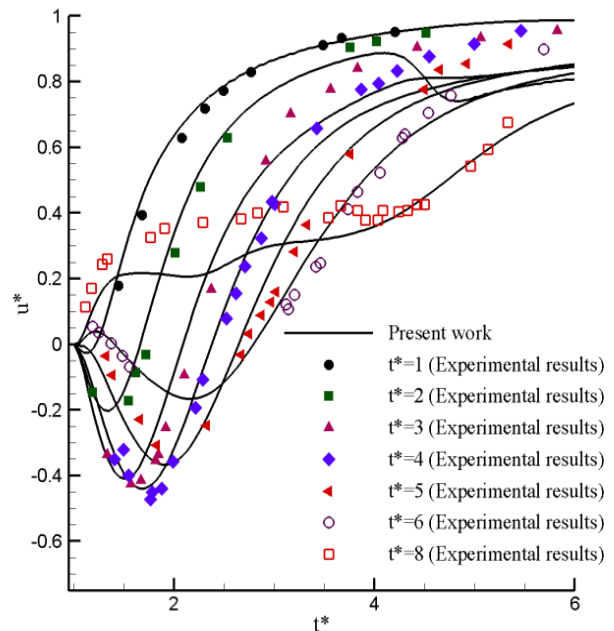 1
0.8
0.6
0.4
0.2
0
-0.2
-0.4
-0.6
u*
2
4
6
t*
Present work
t*=1 (Experimental results)
t*=2 (Experimental results)
t*=3 (Experimental results)
t*=4 (Experimental results)
t*=5 (Experimental results)
t*=6 (Experimental results)
t*=8 (Experimental results)